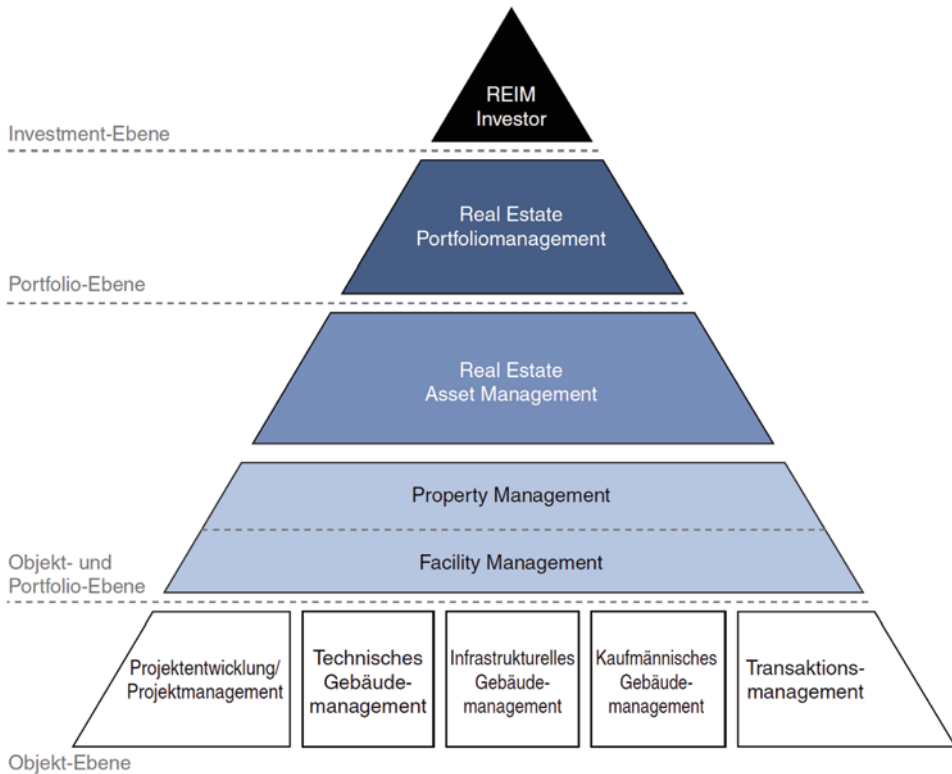 REIM
Investor
Investment-Ebene
Real Estate
Portfoliomanagement
Portfolio-Ebene
Real Estate
Asset Management
Property Management
Facility Management
Objekt- und
Portfolio-Ebene
Projektentwicklung/
Projektmanagement
Technisches
Gebäude-
management
Infrastrukturelles
Gebäude-
management
Kaufmännisches
Gebäude-
management
Transaktions-
management
Objekt-Ebene